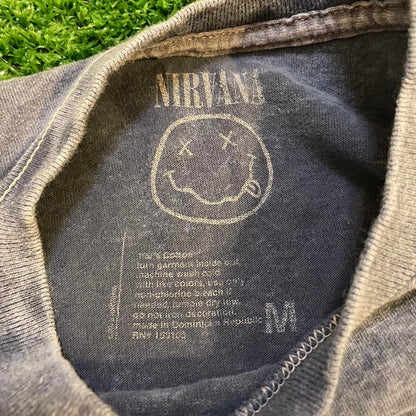 NIRVANA
100% Cotton
turn garment inside out,
machine wash cold
with like colors, use only
non-chlorine bleach if
needed, tumble dry low,
do not iron decoration.
made in Dominican Republic
RN#
M